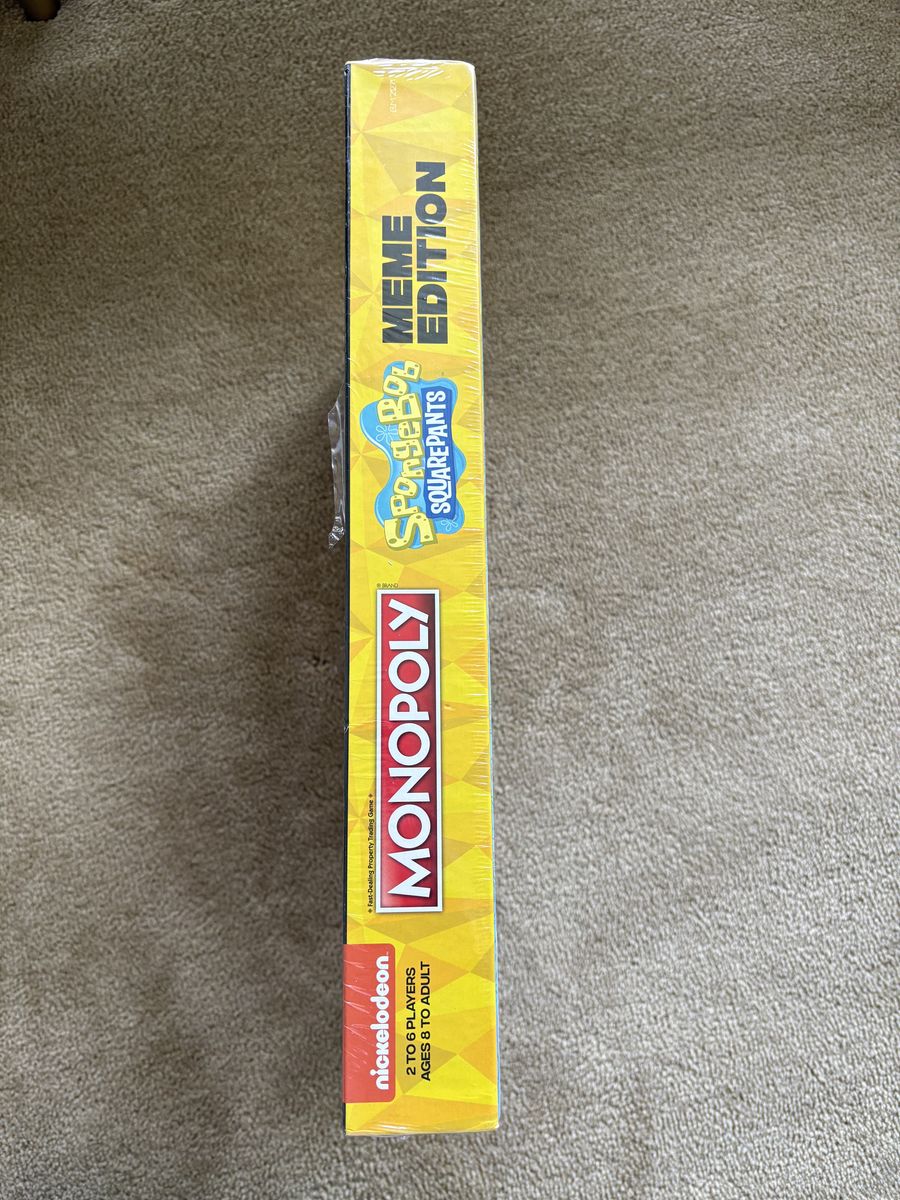 nickelodeon
2 TO 6 PLAYERS
AGES 8 TO ADULT
Fast-Dealing Property Trading Game
MONOPOLY
® BRAND
SpongeBob
SQUAREPANTS
MEME
EDITION